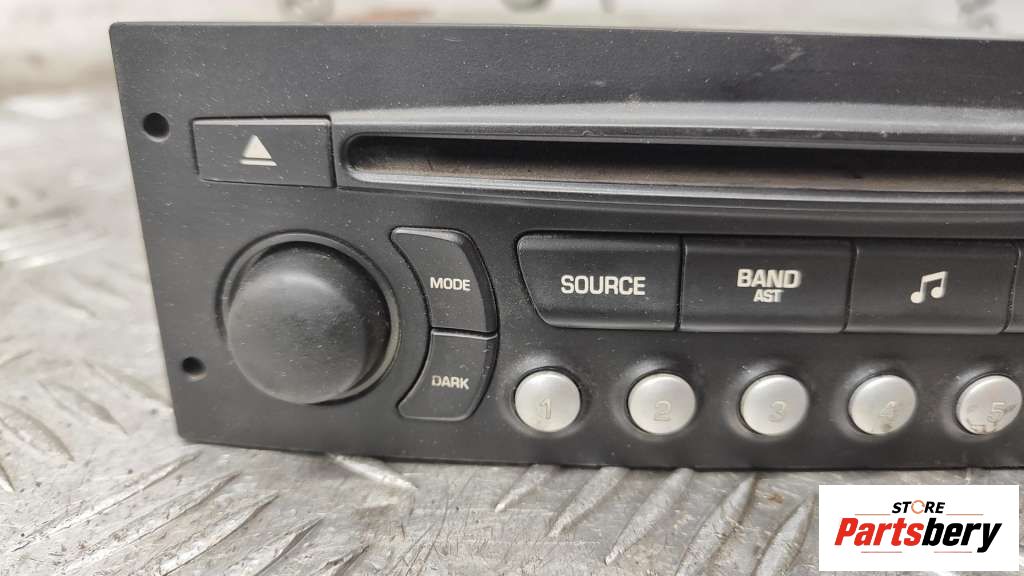 MODE
SOURCE
BAND
AST
DARK
1
2
3
4
5
STORE
Partsbery